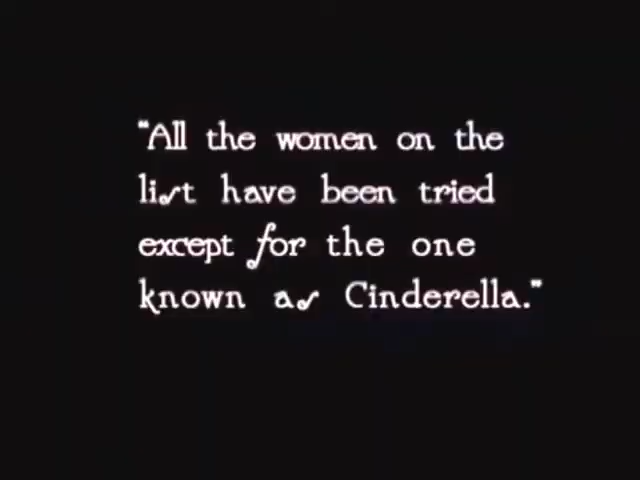 "All the women on the
list have been tried
except for the one
known as Cinderella."